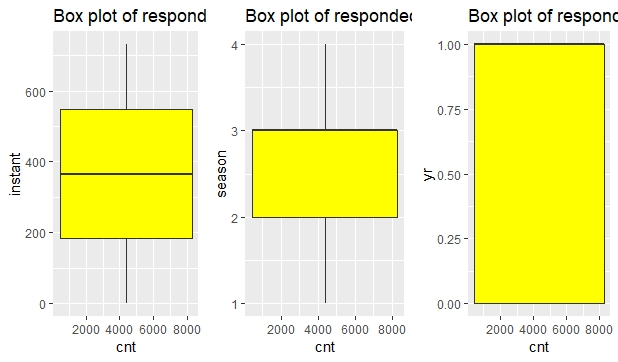 Box plot of respond
instant
600
400
200
0
2000 4000 6000 8000
cnt
Box plot of responded
season
4
3
2
1
2000 4000 6000 8000
cnt
Box plot of respond
yr
1.00
0.75
0.50
0.25
0.00
2000 4000 6000 8000
cnt